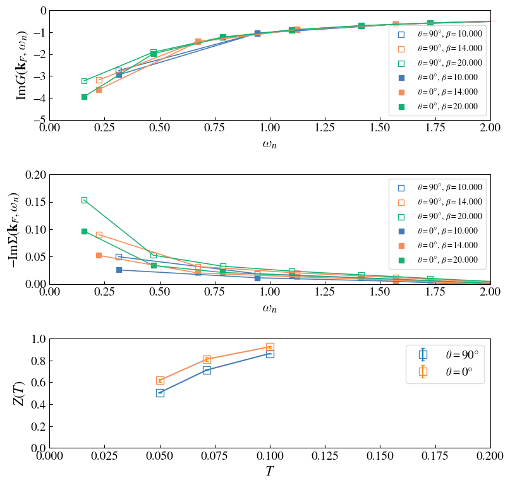 ImG(k_F, ω_n)
0
−1
−2
−3
−4
−5
0.00 0.25 0.50 0.75 1.00 1.25 1.50 1.75 2.00
ω_n
θ = 90°, β = 10.000
θ = 90°, β = 14.000
θ = 90°, β = 20.000
θ = 0°, β = 10.000
θ = 0°, β = 14.000
θ = 0°, β = 20.000
−ImΣ(k_F, ω_n)
0.20
0.15
0.10
0.05
0.00
0.00 0.25 0.50 0.75 1.00 1.25 1.50 1.75 2.00
ω_n
θ = 90°, β = 10.000
θ = 90°, β = 14.000
θ = 90°, β = 20.000
θ = 0°, β = 10.000
θ = 0°, β = 14.000
θ = 0°, β = 20.000
Z(T)
1.0
0.8
0.6
0.4
0.2
0.0
0.000 0.025 0.050 0.075 0.100 0.125 0.150 0.175 0.200
T
θ = 90°
θ = 0°